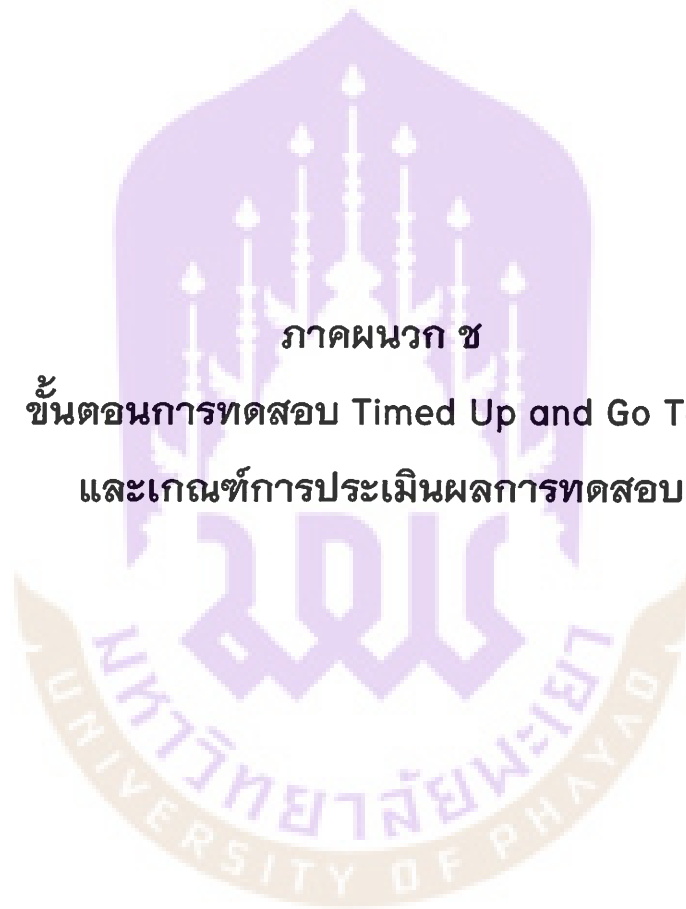 ภาคผนวก ช
ขั้นตอนการทดสอบ Timed Up and Go T
และเกณฑ์การประเมินผลการทดสอบ
มหาวิทยาลัยพะเยา
UNIVERSITY OF PHAYAO